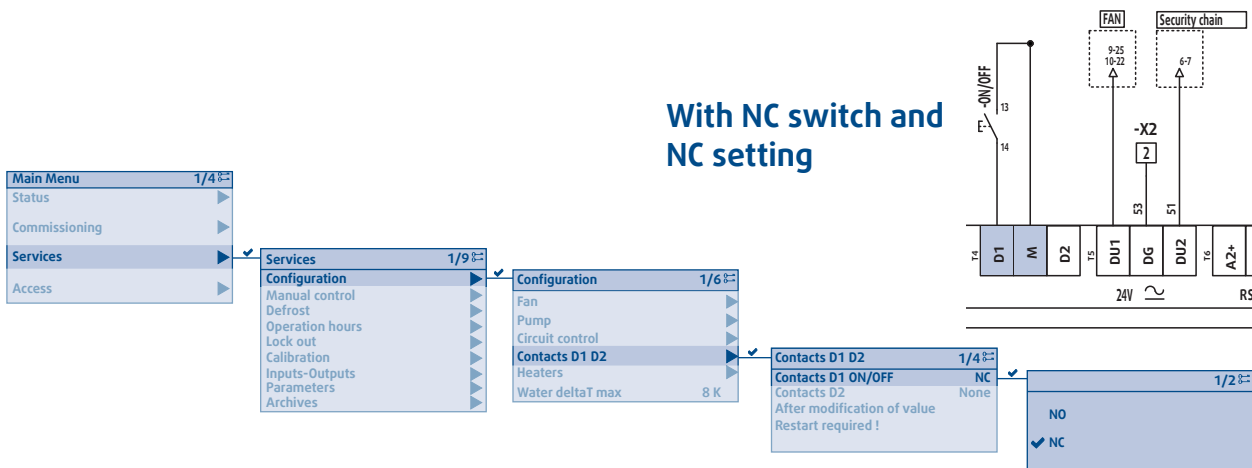 With NC switch and
NC setting
Main Menu 1/4
Status
Commissioning
Services
Access
Services 1/9
Configuration
Manual control
Defrost
Operation hours
Lock out
Calibration
Inputs-Outputs
Parameters
Archives
Configuration 1/6
Fan
Pump
Circuit control
Contacts D1 D2
Heaters
Water deltaT max 8 K
Contacts D1 D2 1/4
Contacts D1 ON/OFF NC
Contacts D2 None
After modification of value
Restart required !
1/2
NO
NC
FAN
Security chain
9-25
10-22
6-7
-ON/OFF
13
E-
14
-X2
2
53
51
T4
D1
M
D2
T5
DU1
DG
DU2
T6
A2+
24V
RS